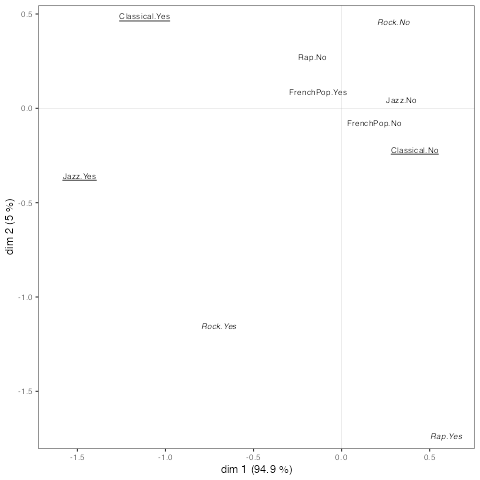 0.5
Classical.Yes
Rock.No
Rap.No
FrenchPop.Yes
Jazz.No
0.0
FrenchPop.No
Classical.No
Jazz.Yes
-0.5
dim 2 (5 %)
-1.0
Rock.Yes
-1.5
Rap.Yes
-1.5 -1.0 -0.5 0.0 0.5
dim 1 (94.9 %)